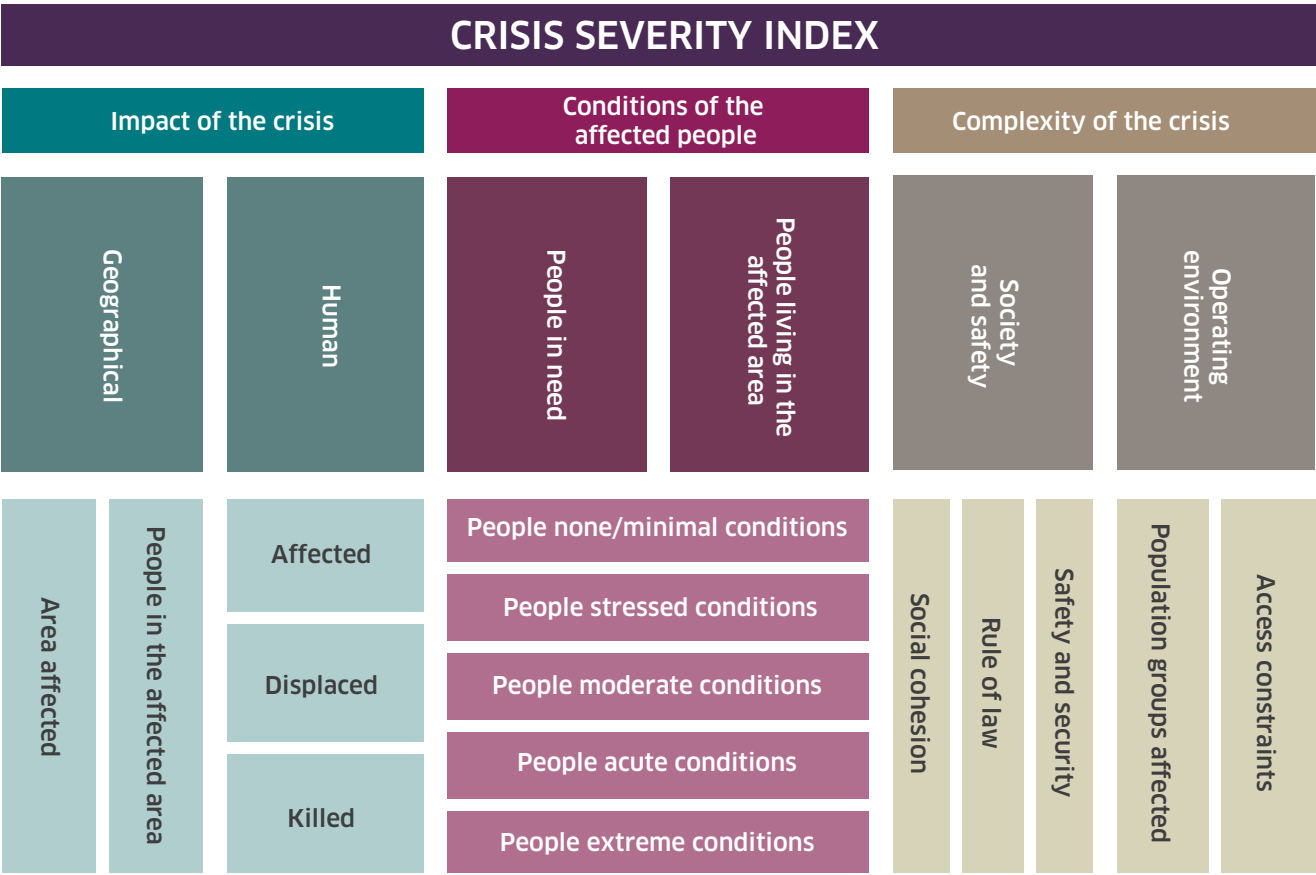 CRISIS SEVERITY INDEX
Impact of the crisis
Conditions of the
affected people
Complexity of the crisis
Geographical
Human
People in need
People living in the
affected area
Society
and safety
Operating
environment
Area affected
People in the affected area
Affected
Displaced
Killed
People none/minimal conditions
People stressed conditions
People moderate conditions
People acute conditions
People extreme conditions
Social cohesion
Rule of law
Safety and security
Population groups affected
Access constraints